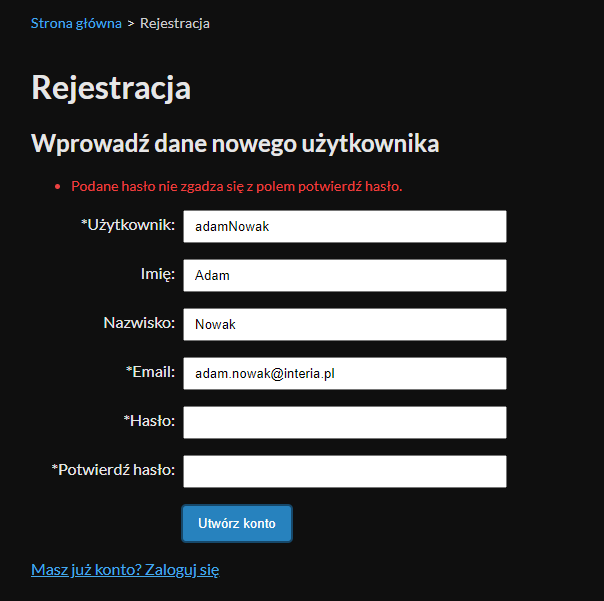 Strona główna > Rejestracja
Rejestracja
Wprowadź dane nowego użytkownika
• Podane hasło nie zgadza się z polem potwierdź hasło.
*Użytkownik: adamNowak
Imię: Adam
Nazwisko: Nowak
*Email: adam.nowak@interia.pl
*Hasło:
*Potwierdź hasło:
Utwórz konto
Masz już konto? Zaloguj się